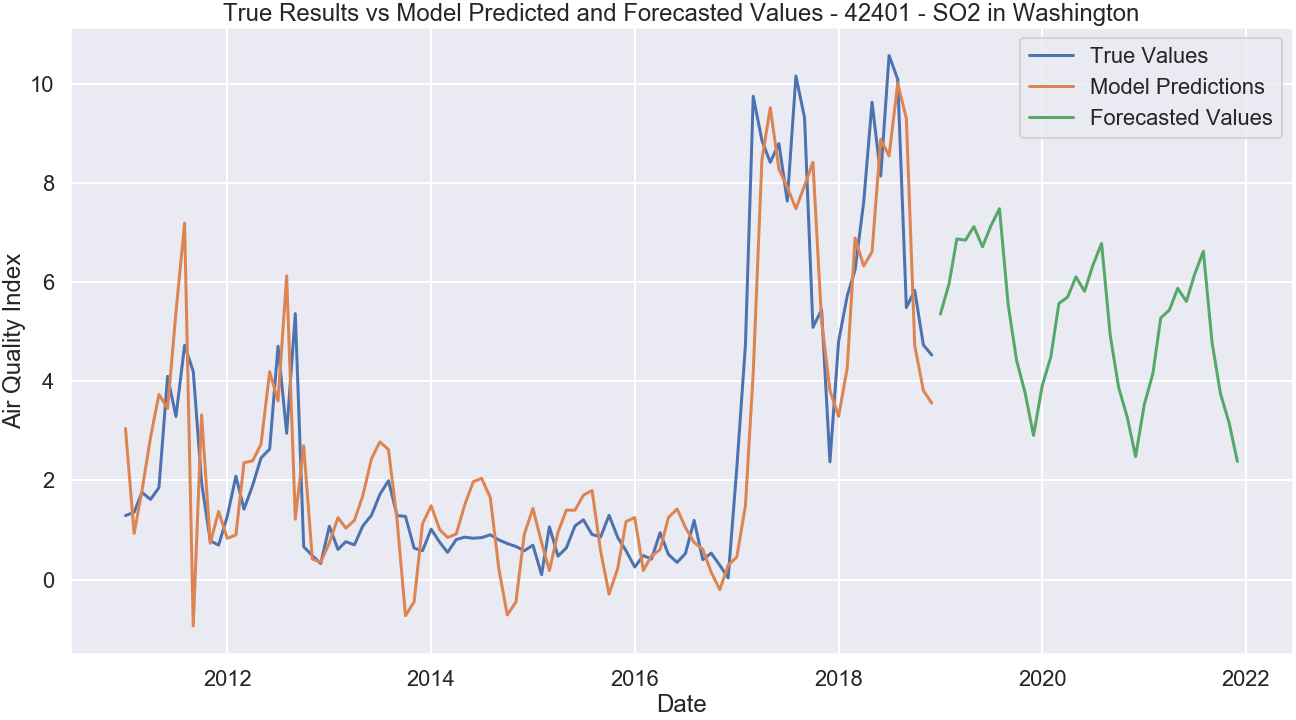 True Results vs Model Predicted and Forecasted Values - 42401 - SO2 in Washington
True Values
Model Predictions
Forecasted Values
Air Quality Index
10
8
6
4
2
0
2012 2014 2016 2018 2020 2022
Date